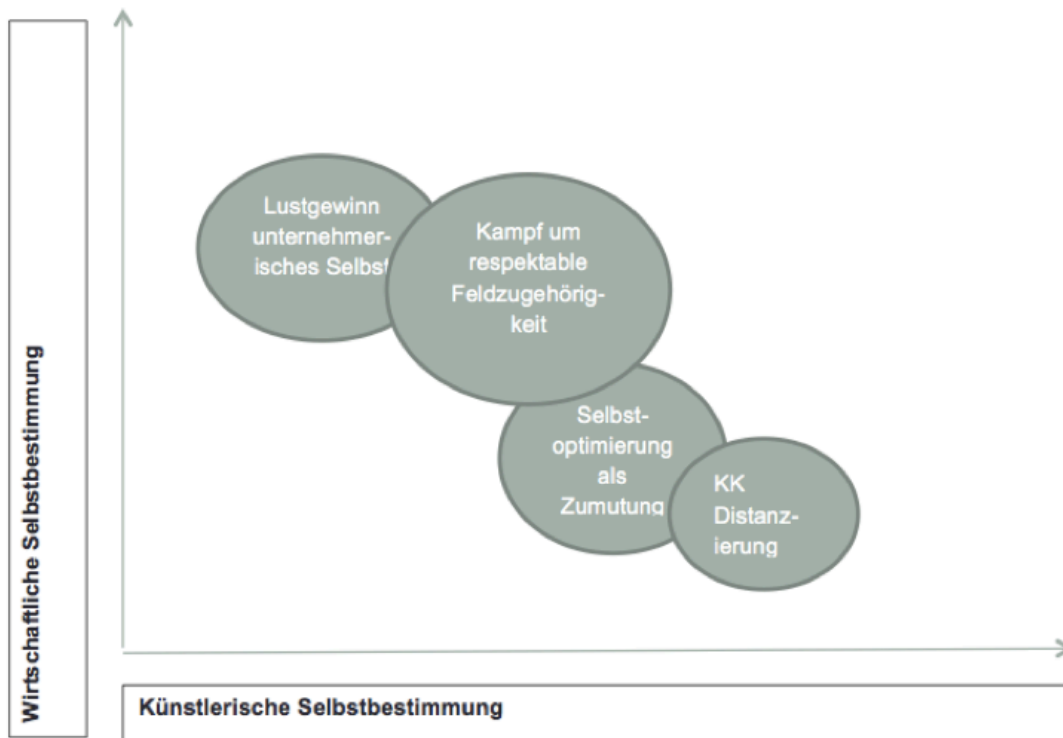 Wirtschaftliche Selbstbestimmung
Lustgewinn
unternehmer-
isches Selbst
Kampf um
respektable
Feldzugehörig-
keit
Selbst-
optimierung
als
Zumutung
KK
Distanz-
ierung
Künstlerische Selbstbestimmung